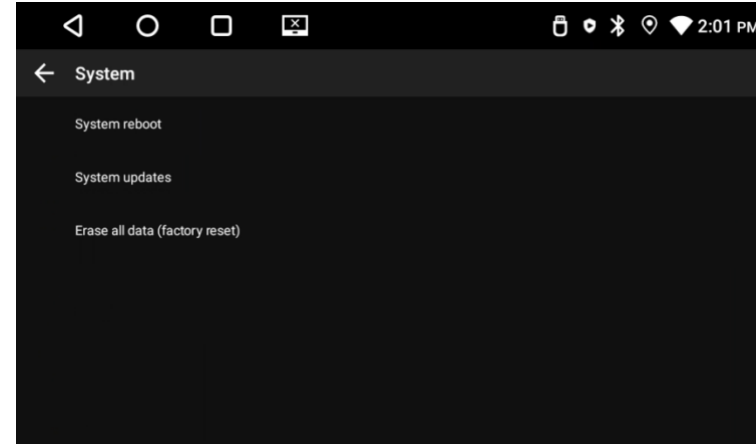 2:01 PM
System
System reboot
System updates
Erase all data (factory reset)